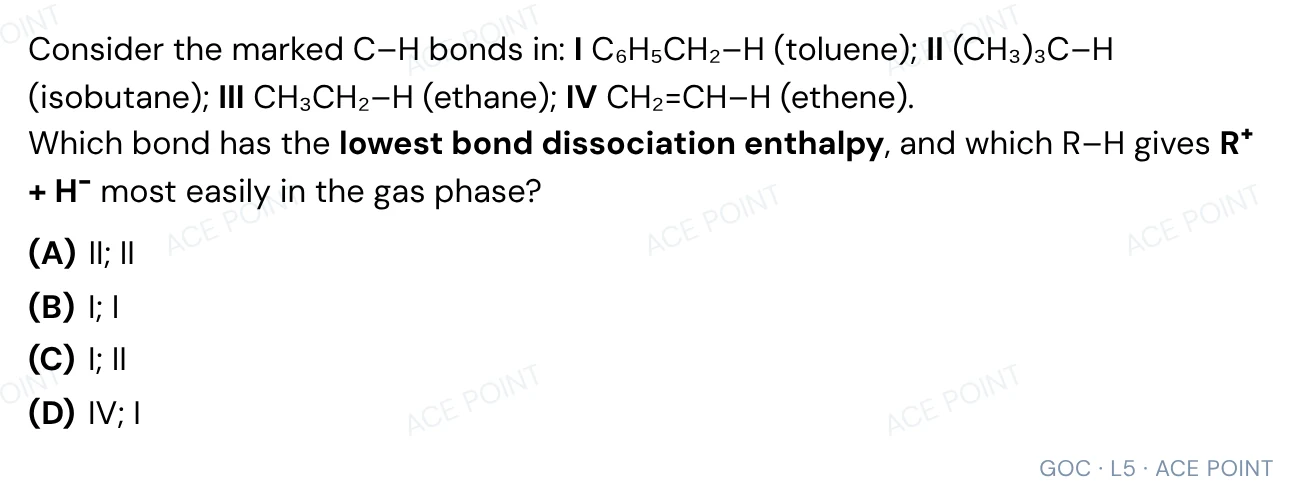 Consider the marked C–H bonds in: I C₆H₅CH₂–H (toluene); II (CH₃)₃C–H
(isobutane); III CH₃CH₂–H (ethane); IV CH₂=CH–H (ethene).
Which bond has the lowest bond dissociation enthalpy, and which R–H gives R⁺
+ H⁻ most easily in the gas phase?
(A) II; II
(B) I; I
(C) I; II
(D) IV; I
GOC · L5 · ACE POINT
ACE POINT